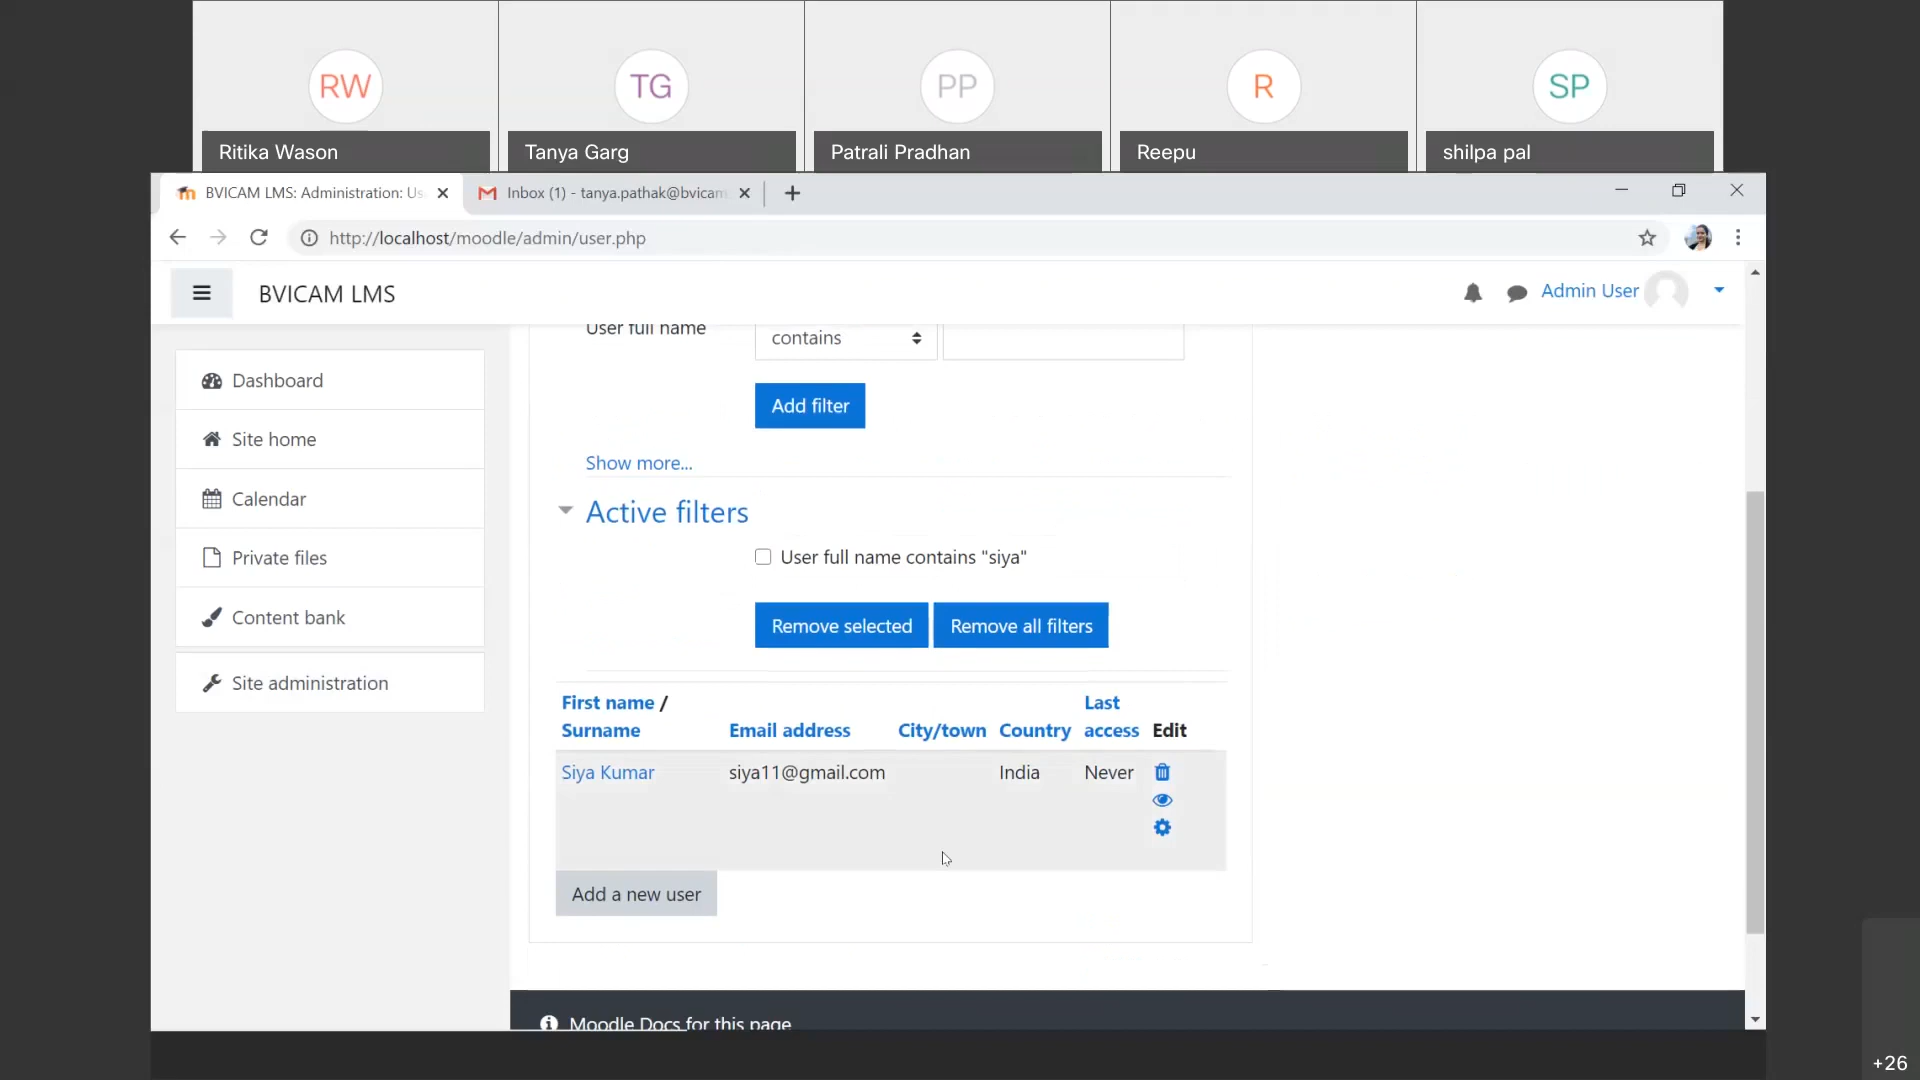 RW
TG
PP
R
SP
Ritika Wason
Tanya Garg
Patrali Pradhan
Reepu
shilpa pal
BVICAM LMS: Administration: Us
Inbox (1) - tanya.pathak@bvicam
http://localhost/moodle/admin/user.php
BVICAM LMS
Admin User
Dashboard
Site home
Calendar
Private files
Content bank
Site administration
User full name
contains
Add filter
Show more...
Active filters
User full name contains "siya"
Remove selected
Remove all filters
First name /
Surname
Email address
City/town
Country
Last
access
Edit
Siya Kumar
siya11@gmail.com
India
Never
Add a new user
Moodle Docs for this page
+26